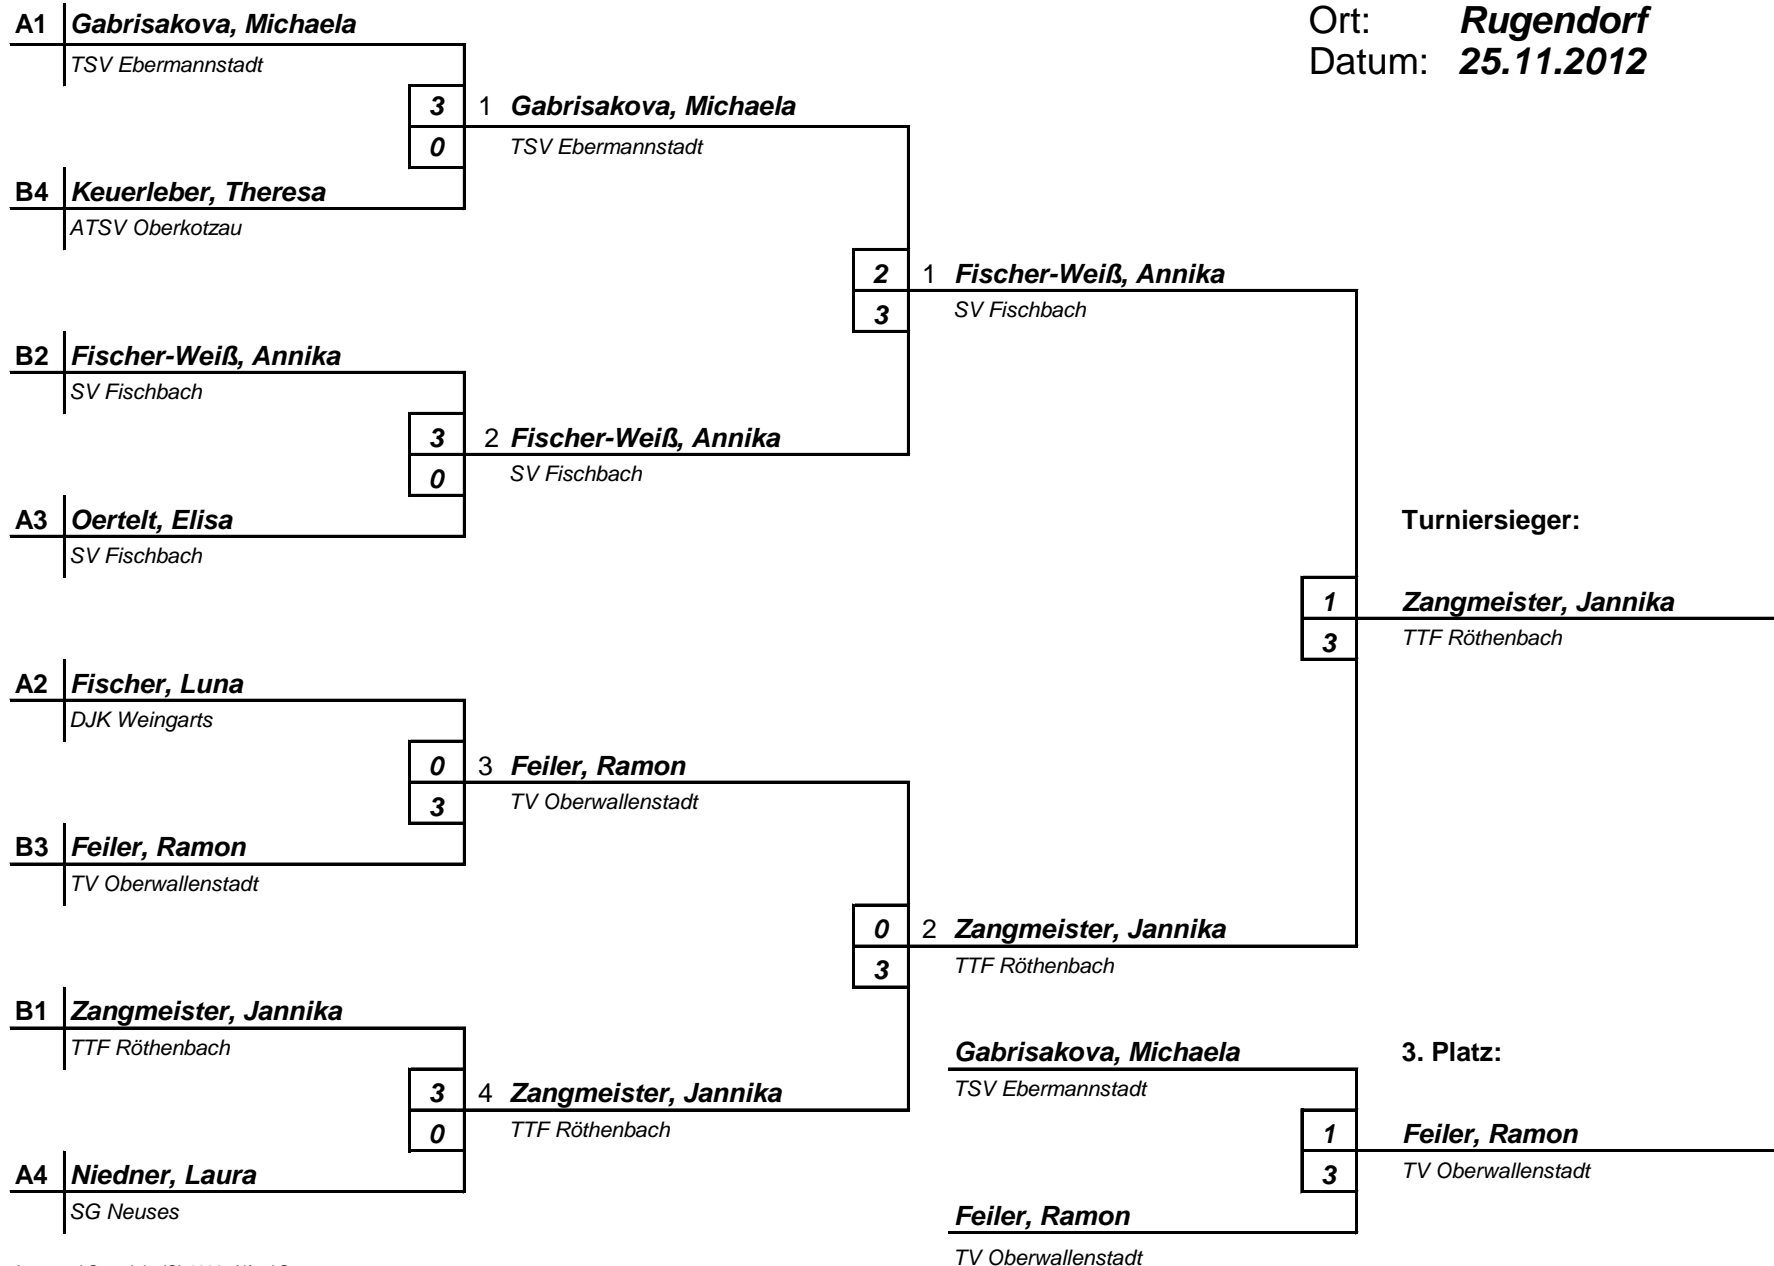 Ort: Rugendorf
Datum: 25.11.2012
A1 Gabrisakova, Michaela
TSV Ebermannstadt
3 1 Gabrisakova, Michaela
0 TSV Ebermannstadt
B4 Keuerleber, Theresa
ATSV Oberkotzau
2 1 Fischer-Weiß, Annika
3 SV Fischbach
B2 Fischer-Weiß, Annika
SV Fischbach
3 2 Fischer-Weiß, Annika
0 SV Fischbach
A3 Oertelt, Elisa
SV Fischbach
Turniersieger:
1 Zangmeister, Jannika
3 TTF Röthenbach
A2 Fischer, Luna
DJK Weingarts
0 3 Feiler, Ramon
3 TV Oberwallenstadt
B3 Feiler, Ramon
TV Oberwallenstadt
0 2 Zangmeister, Jannika
3 TTF Röthenbach
B1 Zangmeister, Jannika
TTF Röthenbach
3 4 Zangmeister, Jannika
0 TTF Röthenbach
A4 Niedner, Laura
SG Neuses
Gabrisakova, Michaela
TSV Ebermannstadt
3. Platz:
1 Feiler, Ramon
3 TV Oberwallenstadt
Feiler, Ramon
TV Oberwallenstadt